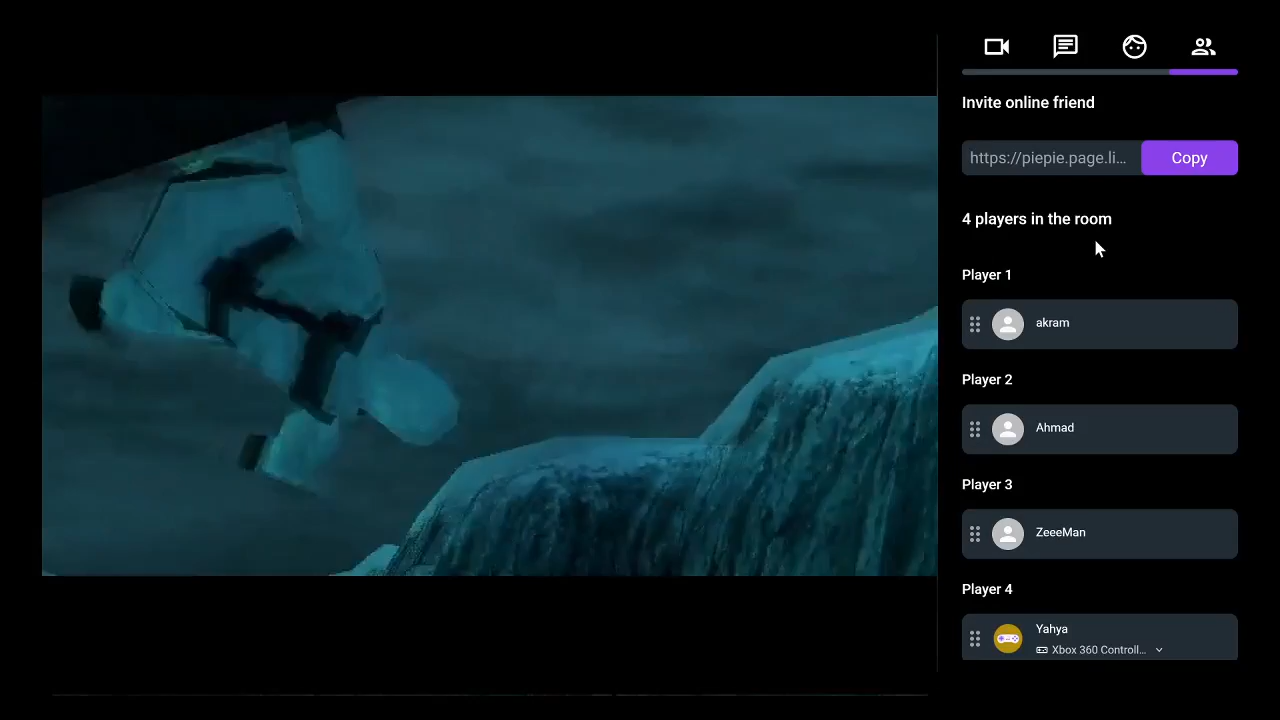 Invite online friend
https://piepie.page.li...
Copy
4 players in the room
Player 1
akram
Player 2
Ahmad
Player 3
ZeeeMan
Player 4
Yahya
Xbox 360 Controll...